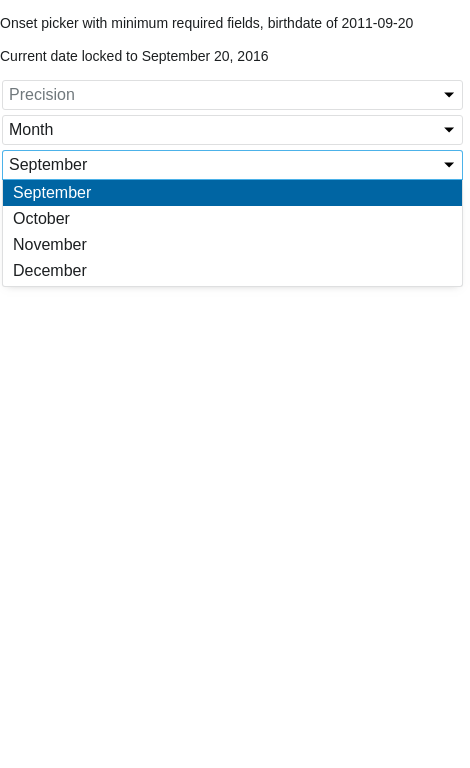 Onset picker with minimum required fields, birthdate of 2011-09-20
Current date locked to September 20, 2016
Precision
Month
September
September
October
November
December